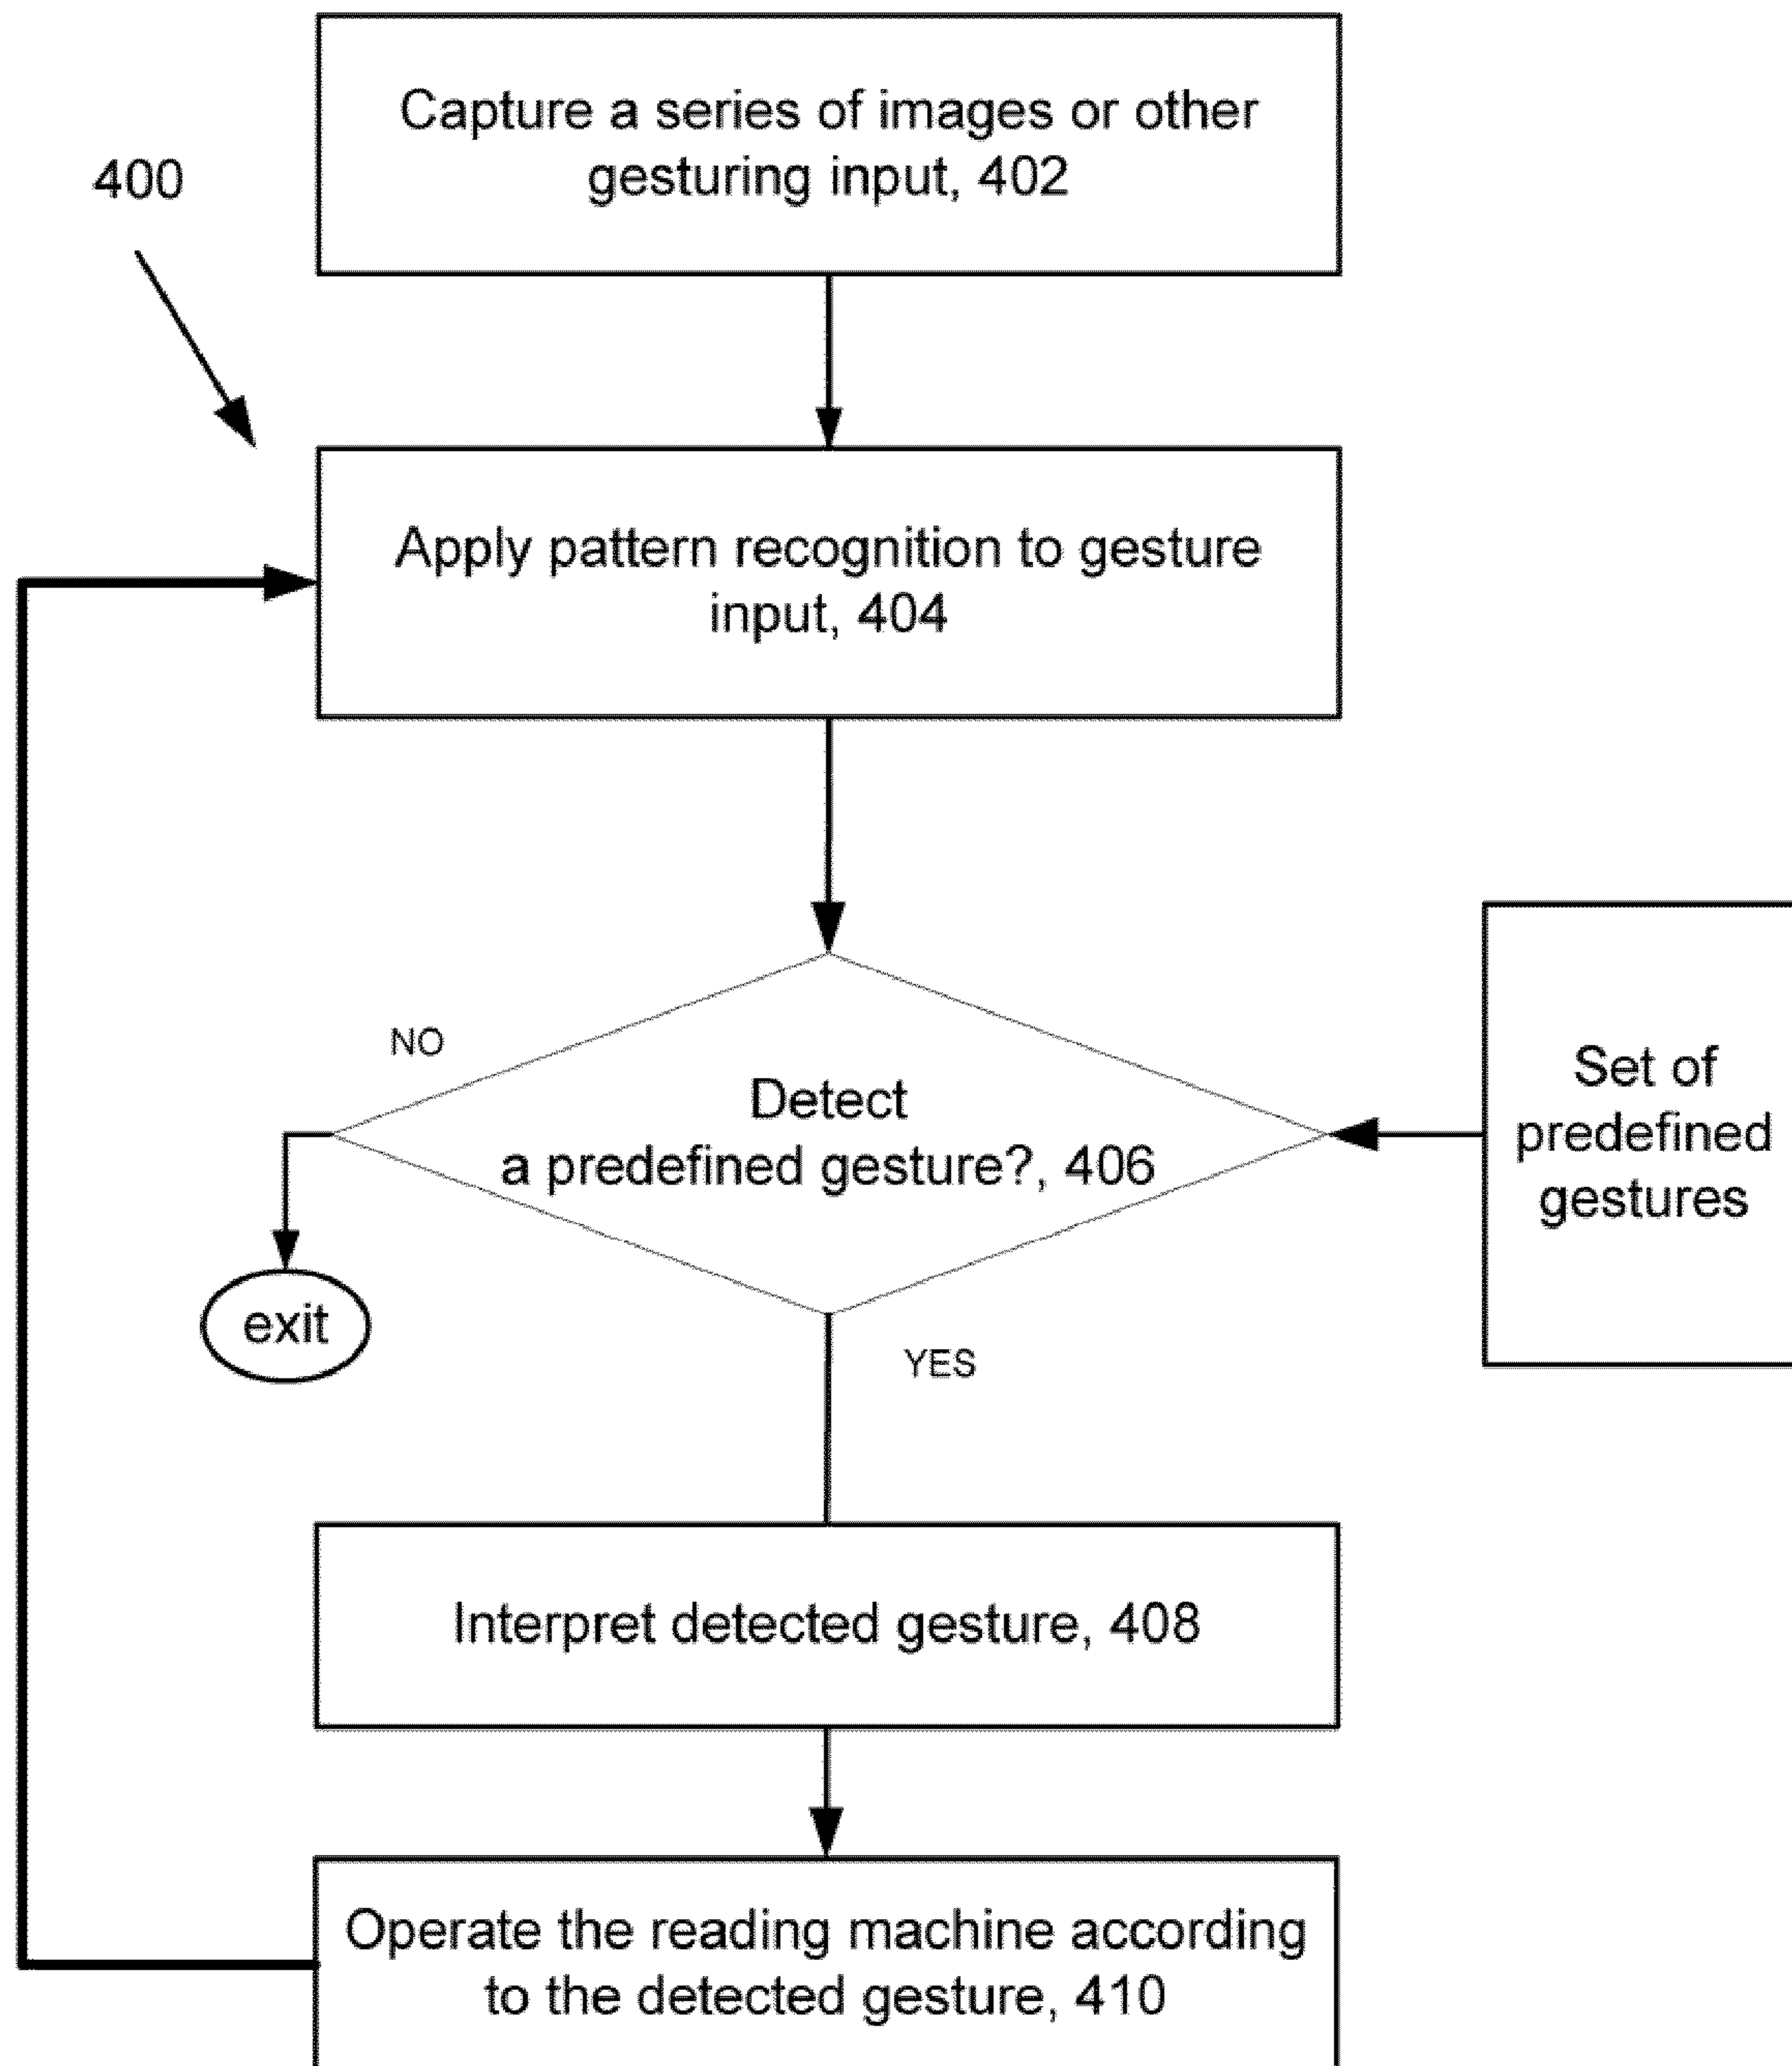 Capture a series of images or other
gesturing input, 402
400
Apply pattern recognition to gesture
input, 404
NO
Detect
a predefined gesture?, 406
Set of
predefined
gestures
exit
YES
Interpret detected gesture, 408
Operate the reading machine according
to the detected gesture, 410